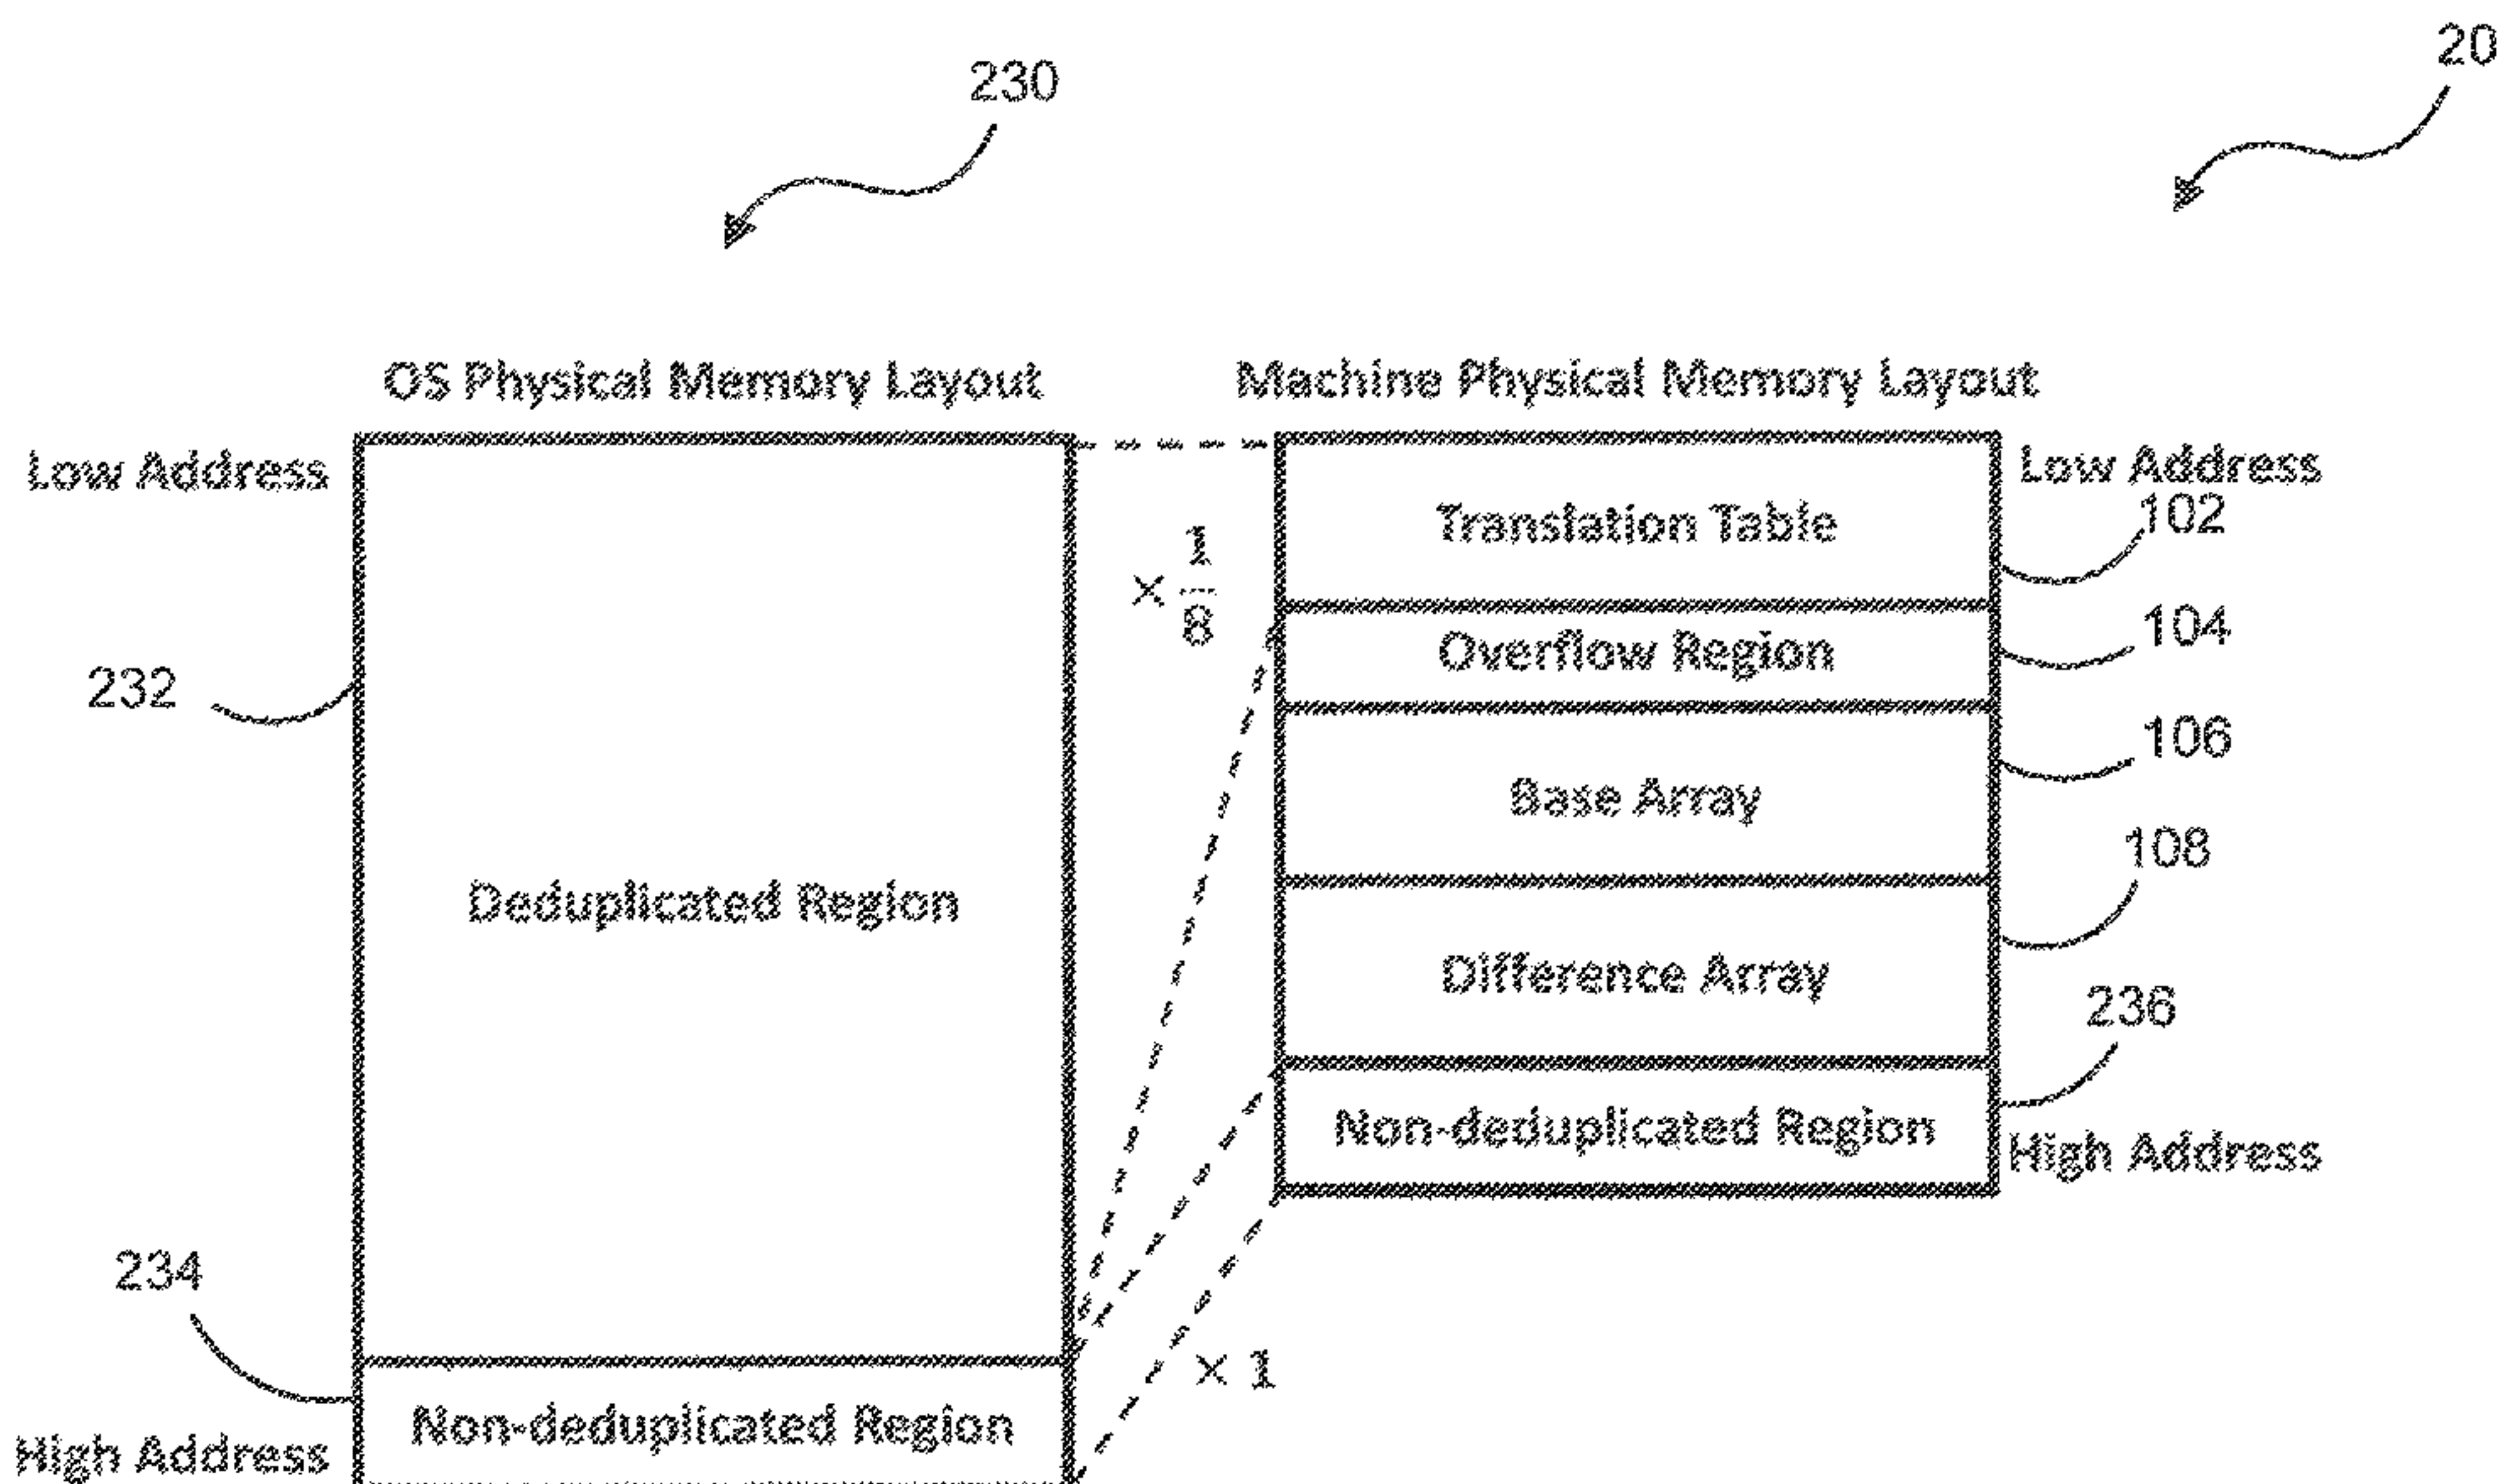 20
230
OS Physical Memory Layout
Machine Physical Memory Layout
Low Address
Low Address
Translation Table
102
× 1/8
Overflow Region
104
232
106
Base Array
108
Deduplicated Region
Difference Array
236
Non-deduplicated Region
High Address
234
× 1
Non-deduplicated Region
High Address